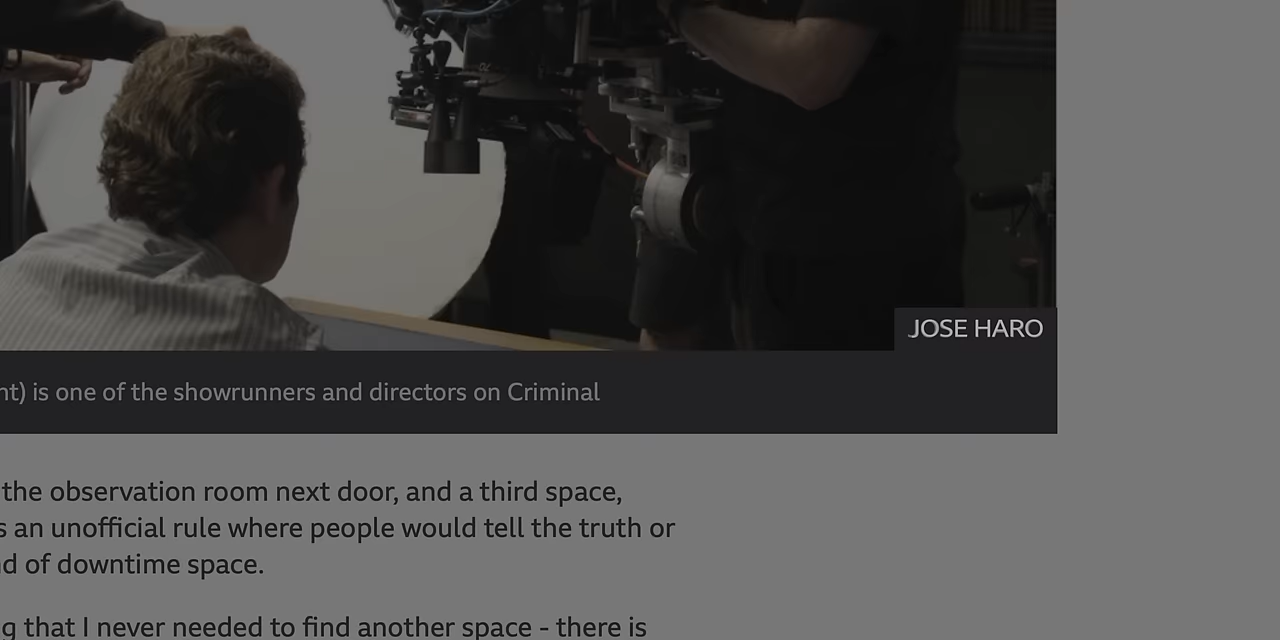 JOSE HARO
is one of the showrunners and directors on Criminal
the observation room next door, and a third space,
an unofficial rule where people would tell the truth or
of downtime space.
that I never needed to find another space - there is